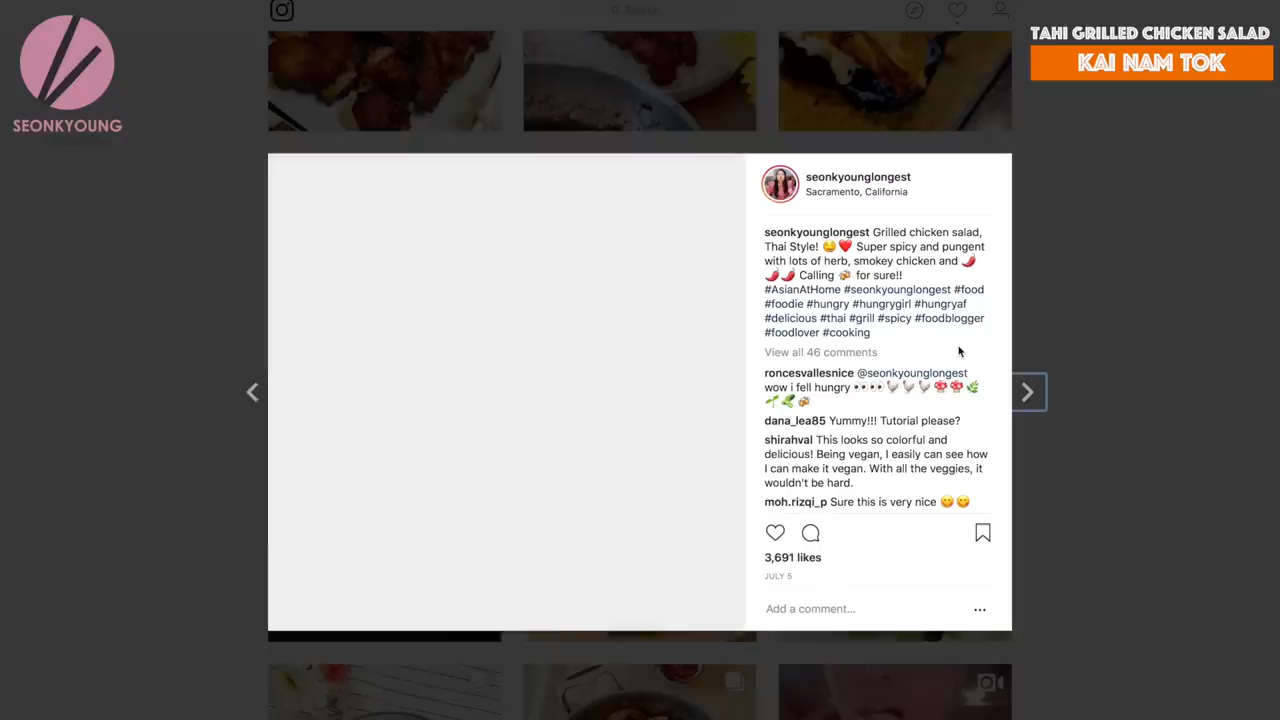 Search
TAHI GRILLED CHICKEN SALAD
KAI NAM TOK
SEONKYOUNG
seonkyounglongest
Sacramento, California
seonkyounglongest Grilled chicken salad,
Thai Style! 😋❤️ Super spicy and pungent
with lots of herb, smokey chicken and 🌶️
🌶️🌶️ Calling 🍻 for sure!!
#AsianAtHome #seonkyounglongest #food
#foodie #hungry #hungrygirl #hungryaf
#delicious #thai #grill #spicy #foodblogger
#foodlover #cooking
View all 46 comments
roncesvallesnice @seonkyounglongest
wow i fell hungry 👀👀🐓🐓🐓🍄🍄🌿
🌱🥒🍻
dana_lea85 Yummy!!! Tutorial please?
shirahval This looks so colorful and
delicious! Being vegan, I easily can see how
I can make it vegan. With all the veggies, it
wouldn't be hard.
moh.rizqi_p Sure this is very nice 😋😋
3,691 likes
JULY 5
Add a comment...